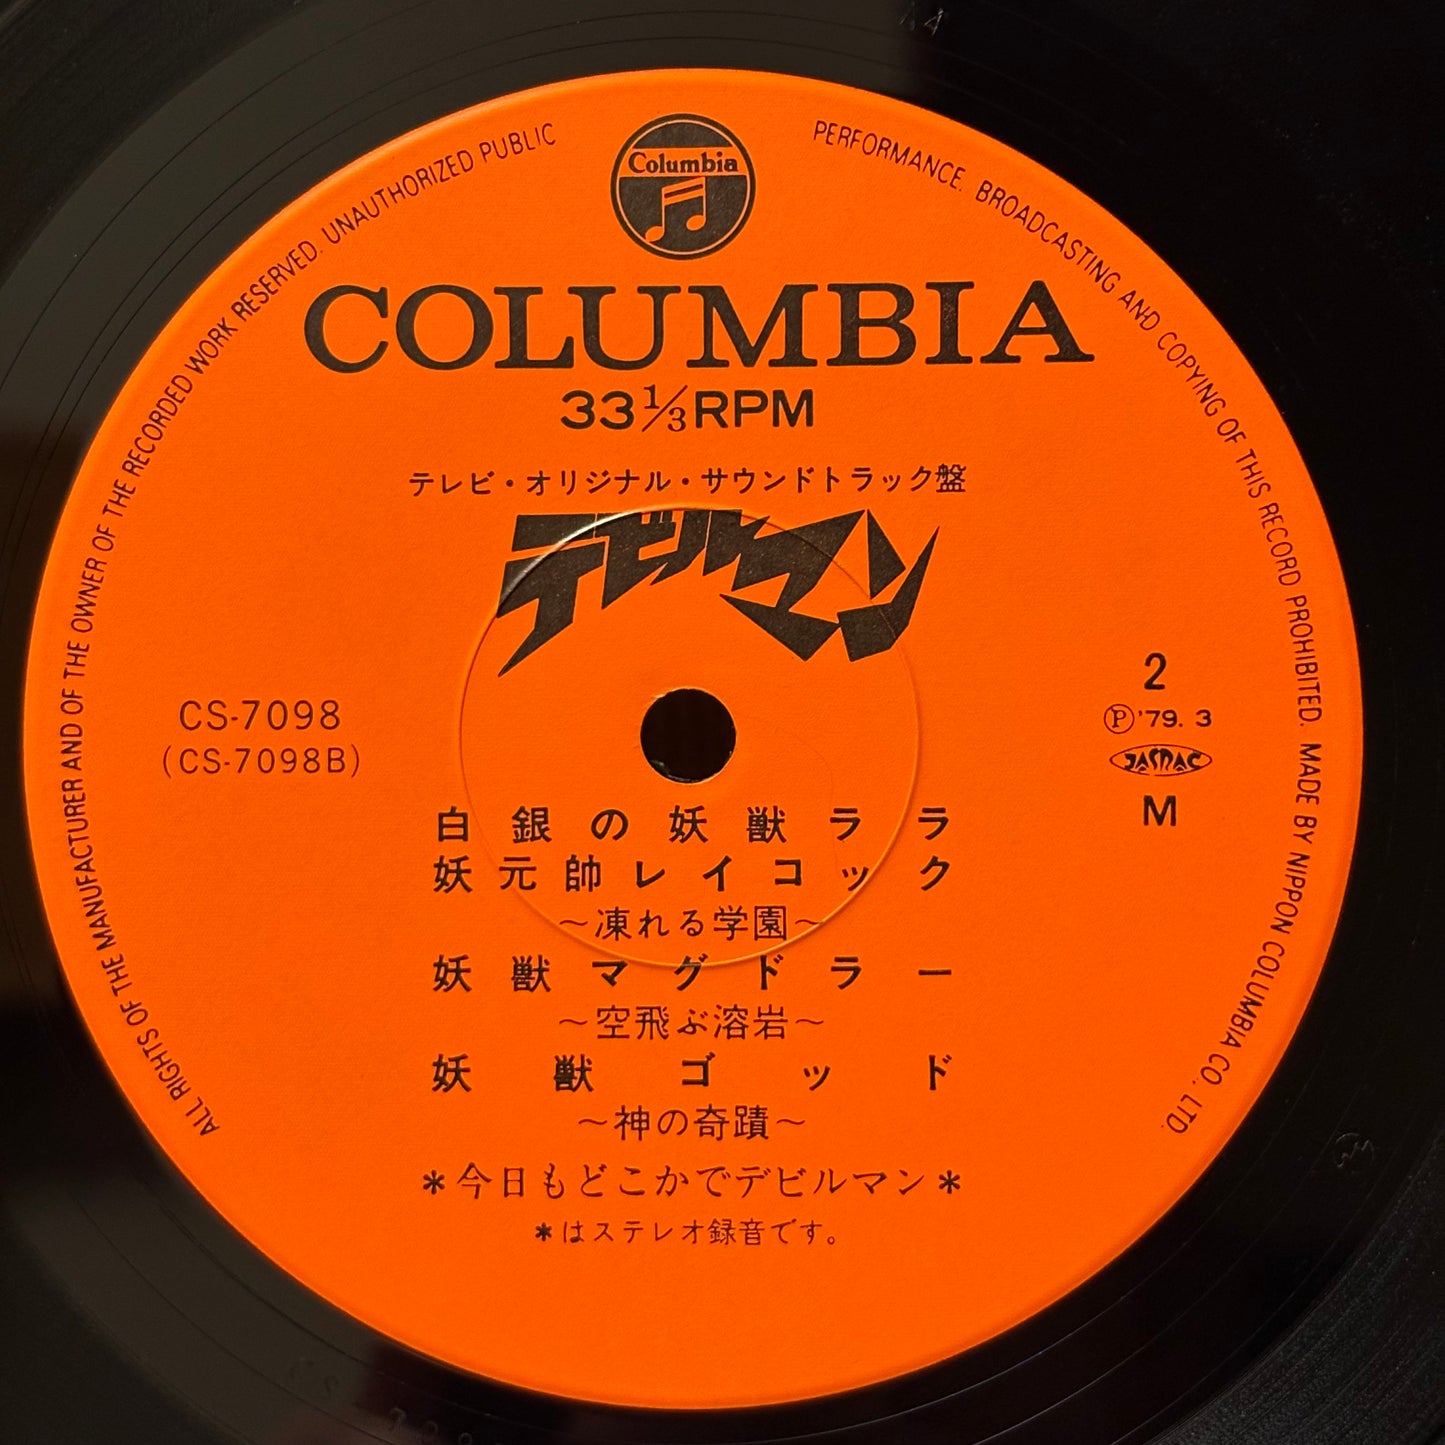 Columbia
COLUMBIA
33 1/3 RPM
テレビ・オリジナル・サウンドトラック盤
デビルマン
CS-7098
(CS-7098B)
2
Ⓟ'79.3
JASRAC
M
白銀の妖獣ララ
妖元帥レイコック
～凍れる学園～
妖獣マグドラー
～空飛ぶ溶岩～
妖獣ゴッド
～神の奇蹟～
＊今日もどこかでデビルマン＊
＊はステレオ録音です。
ALL RIGHTS OF THE MANUFACTURER AND OF THE OWNER OF THE RECORDED WORK RESERVED. UNAUTHORIZED PUBLIC PERFORMANCE. BROADCASTING AND COPYING OF THIS RECORD PROHIBITED. MADE BY NIPPON COLUMBIA CO., LTD.